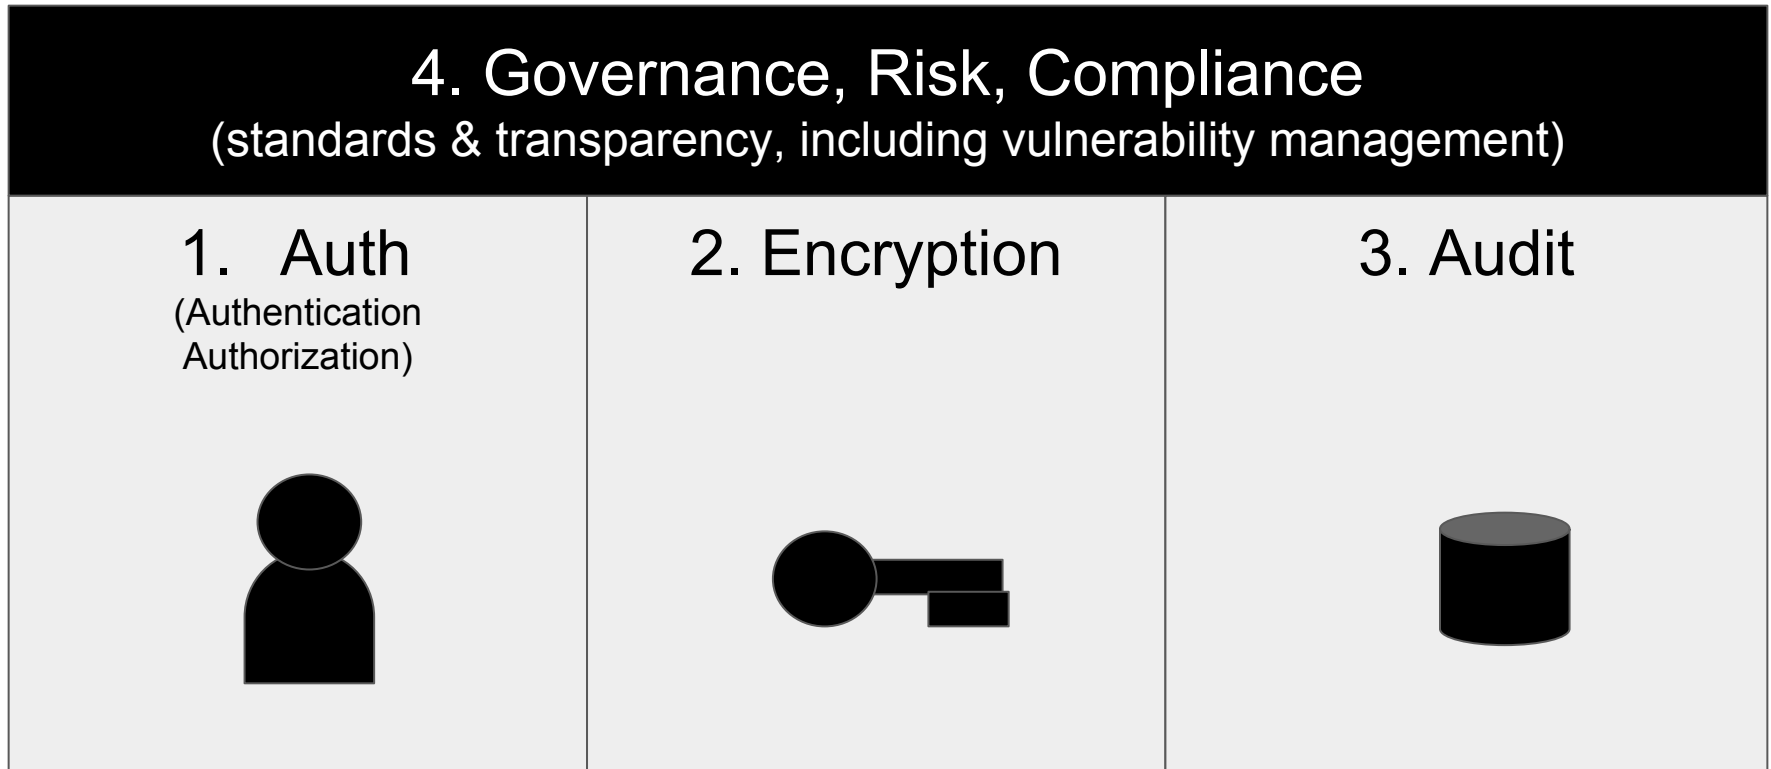 4. Governance, Risk, Compliance
(standards & transparency, including vulnerability management)
1. Auth
(Authentication
Authorization)
2. Encryption
3. Audit